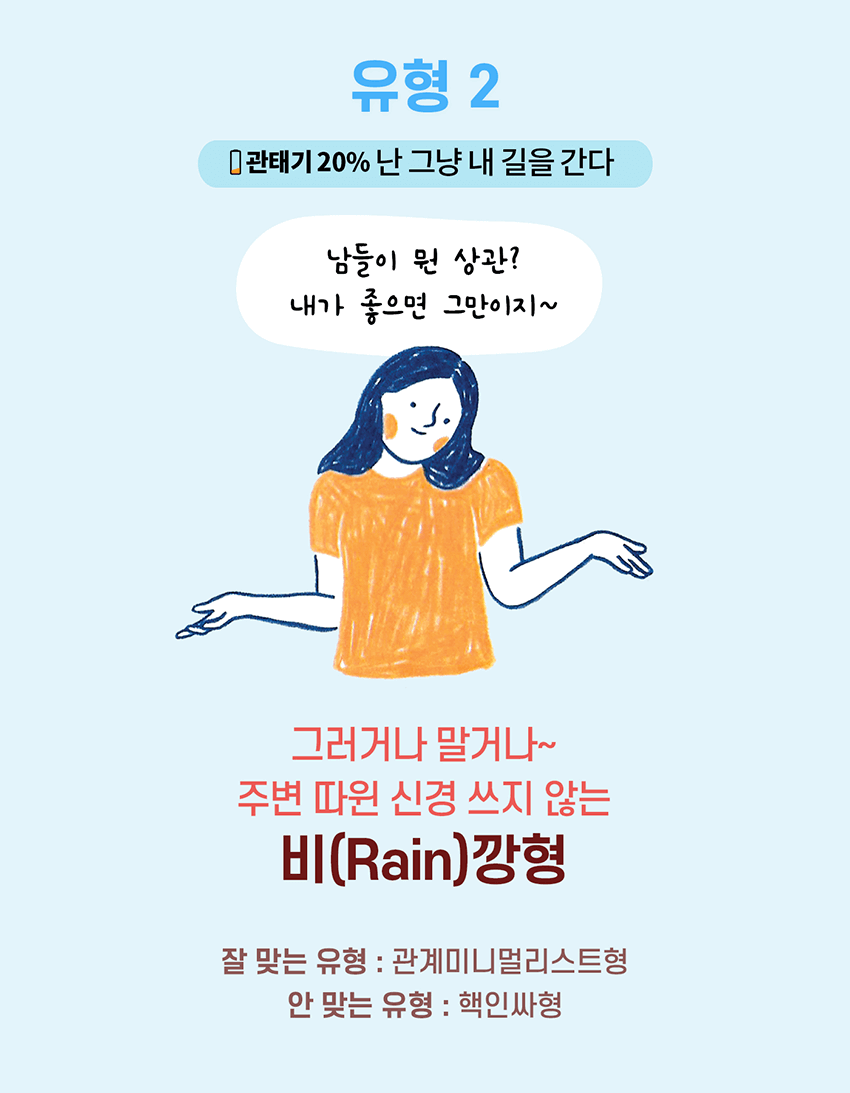 유형 2
관태기 20% 난 그냥 내 길을 간다
남들이 뭔 상관?
내가 좋으면 그만이지~
그러거나 말거나~
주변 따윈 신경 쓰지 않는
비(Rain)깡형
잘 맞는 유형 : 관계미니멀리스트형
안 맞는 유형 : 핵인싸형